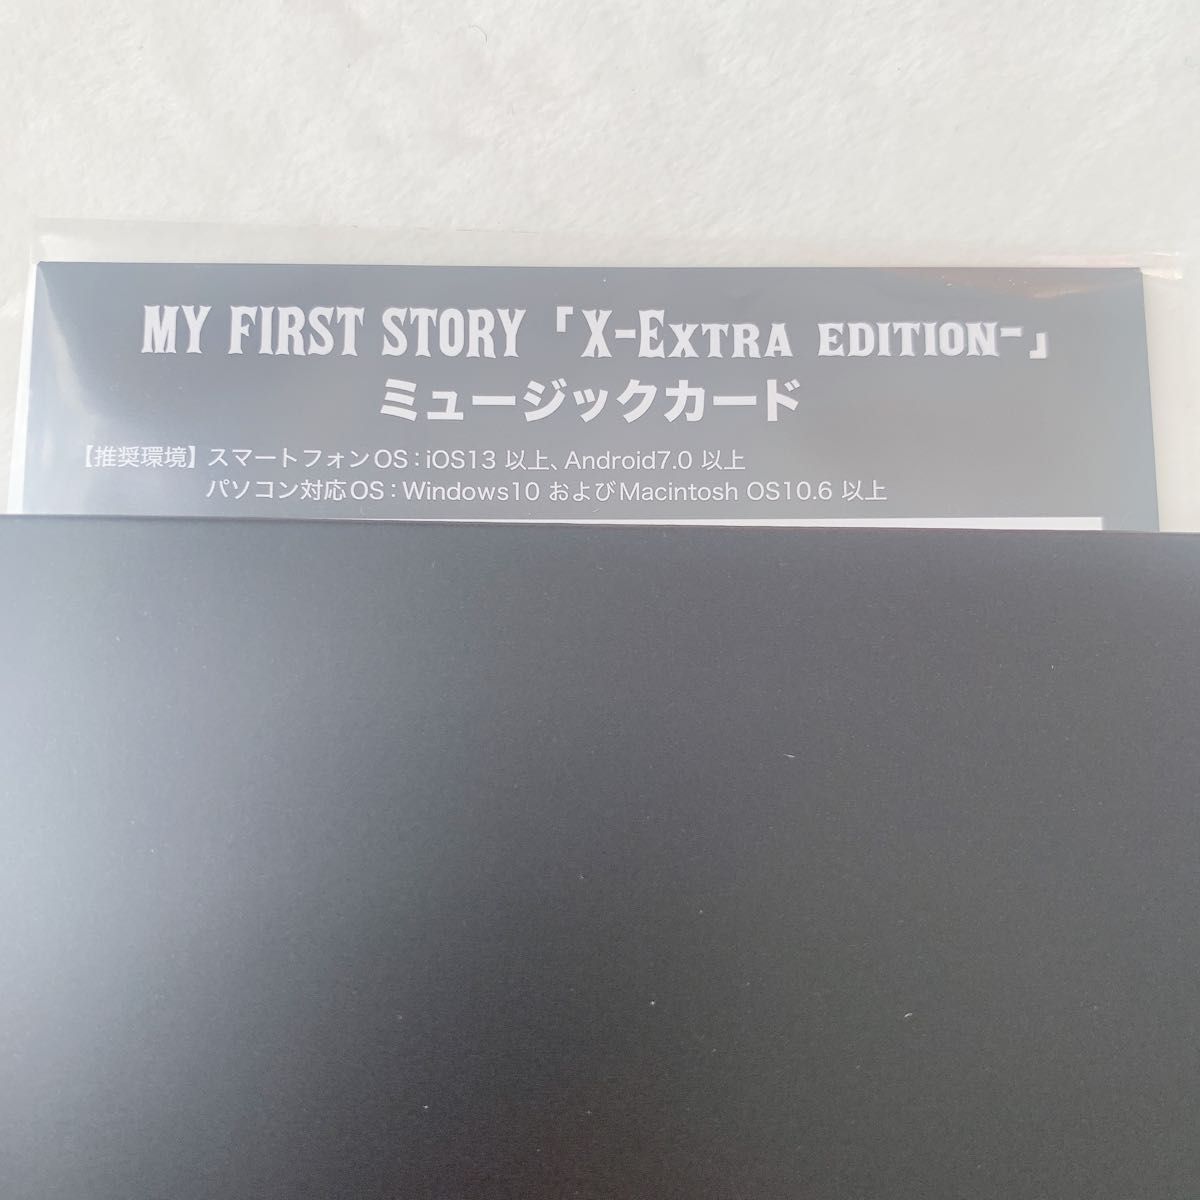 MY FIRST STORY「X-EXTRA EDITION-」
ミュージックカード
【推奨環境】スマートフォンOS：iOS13 以上、Android7.0 以上
パソコン対応OS：Windows10 およびMacintosh OS10.6 以上